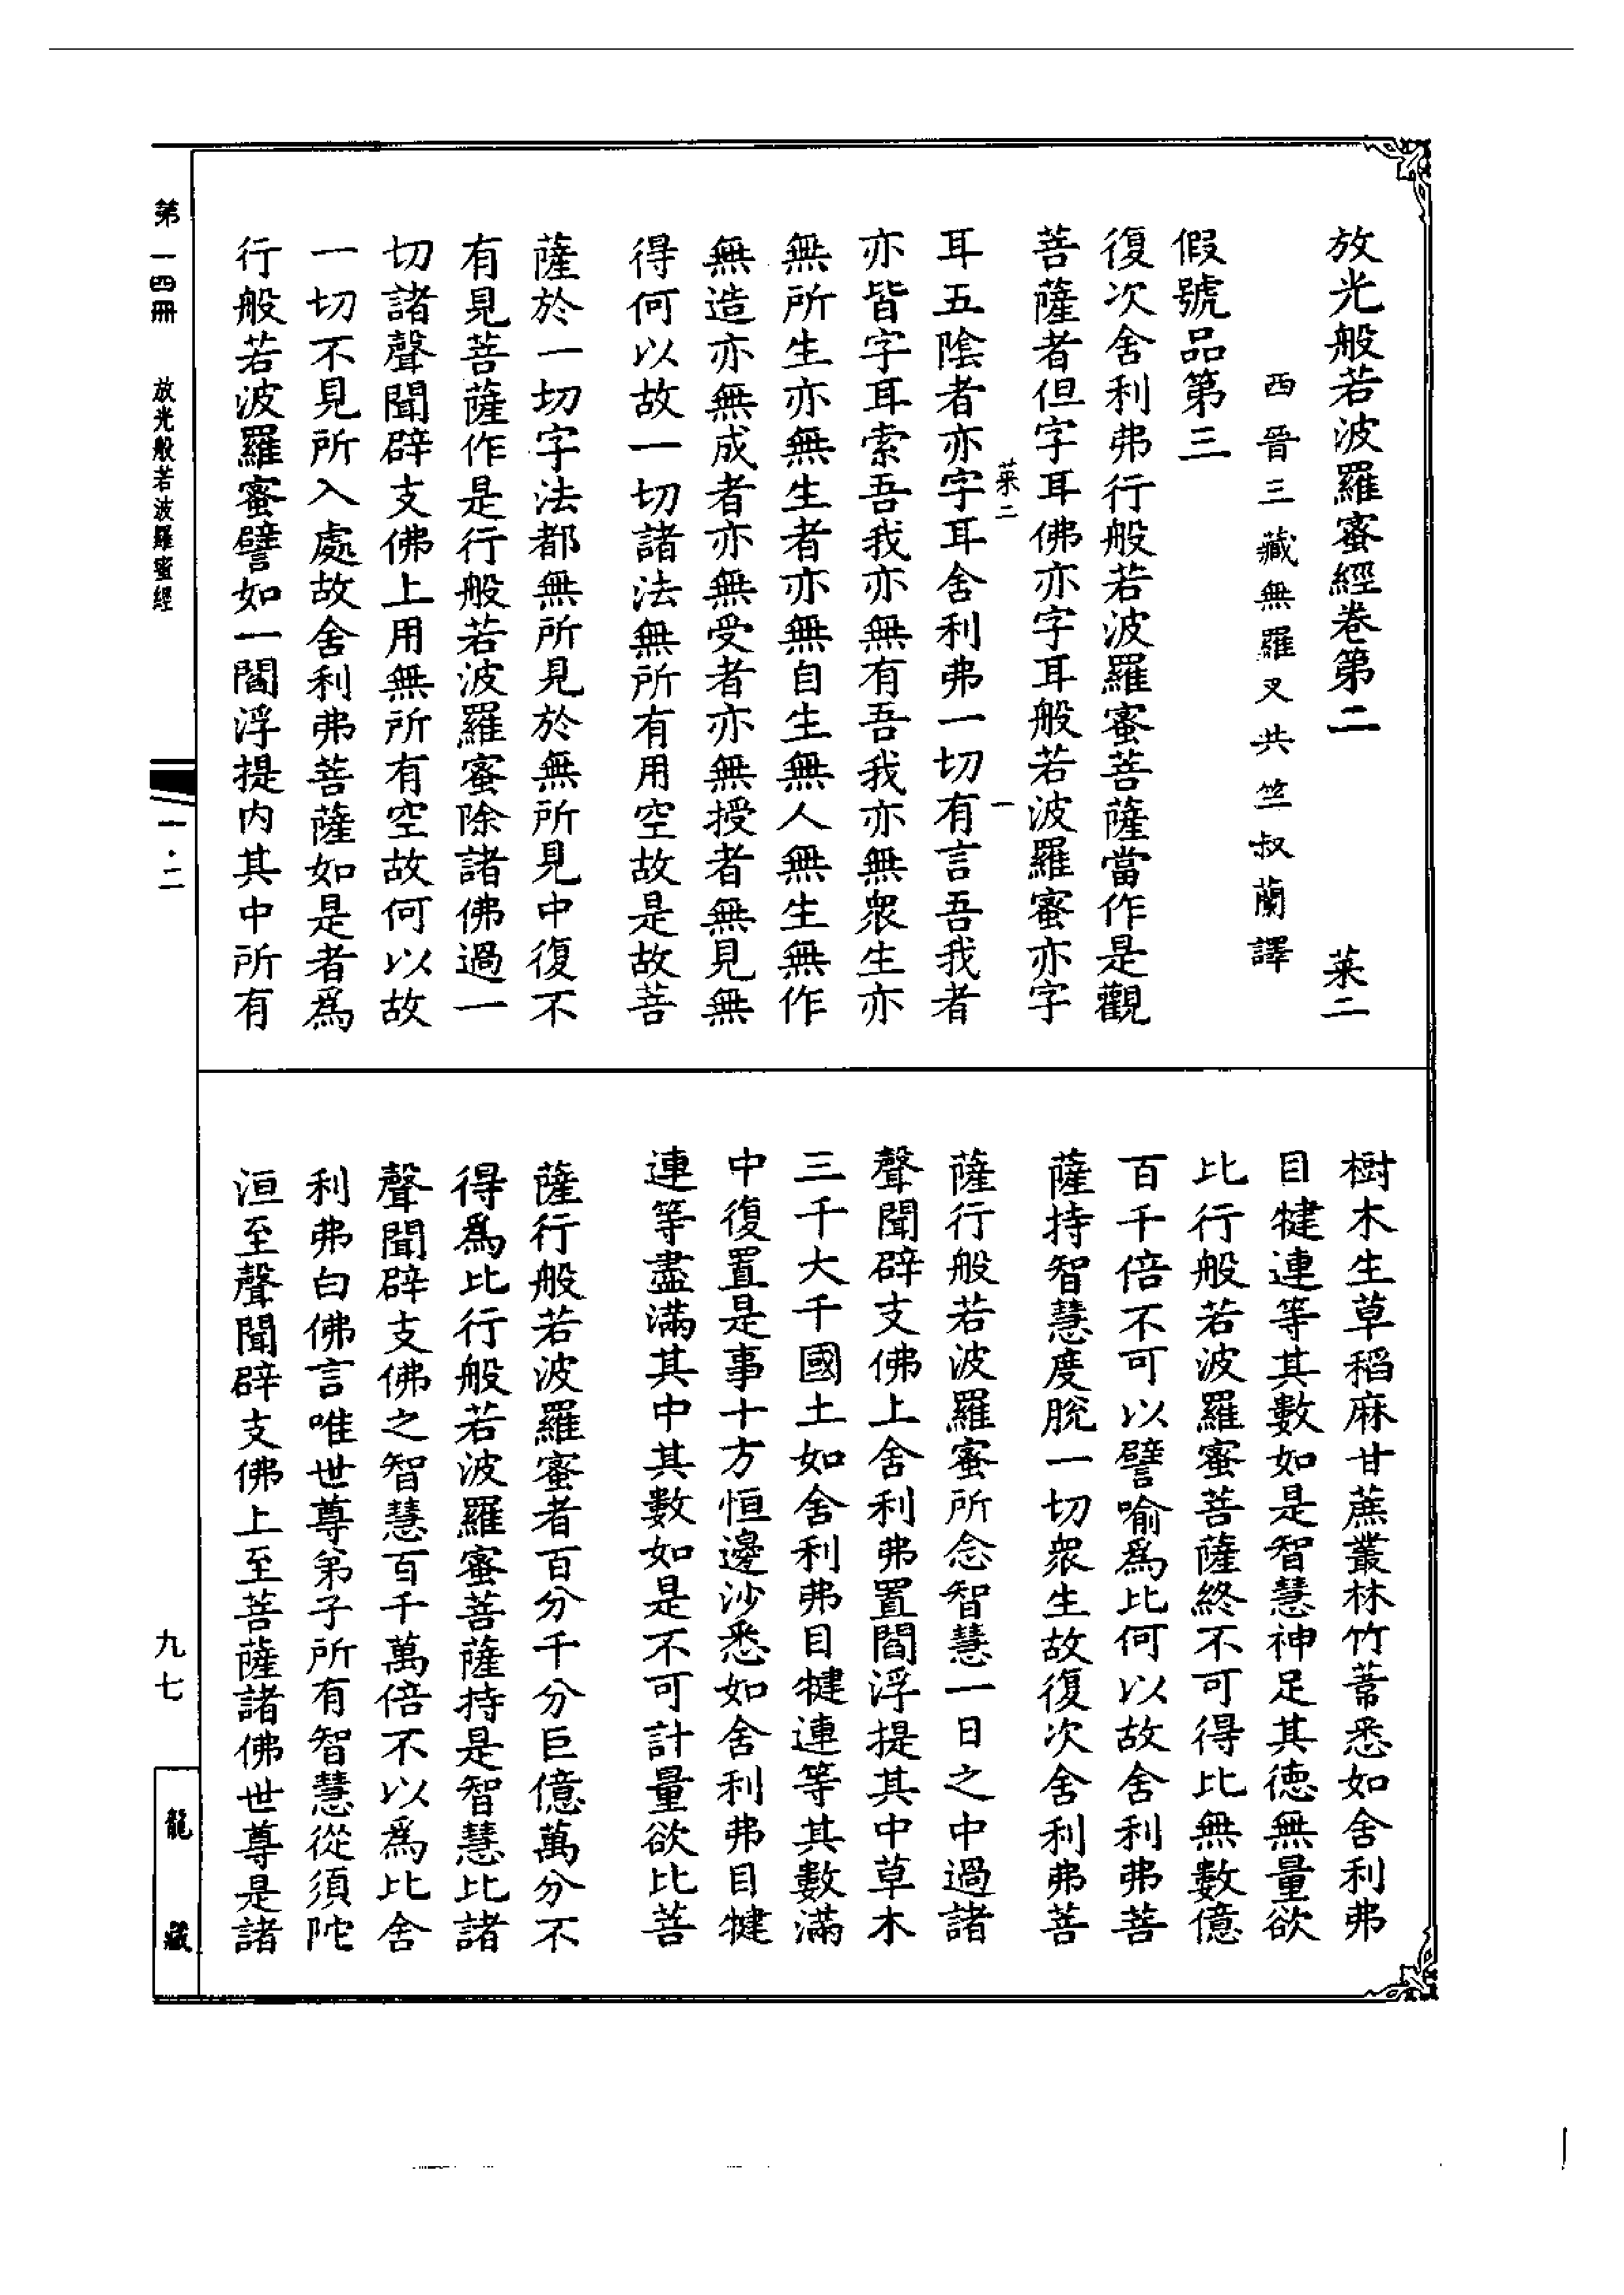 放光般若波羅蜜經卷第二 菜二
西晉三藏無羅叉共竺叔蘭譯
假號品第三
復次舍利弗行般若波羅蜜菩薩當作是觀
菩薩者但字耳佛亦字耳般若波羅蜜亦字
菜二 一
耳五陰者亦字耳舍利弗一切有言吾我者
亦皆字耳索吾我亦無有吾我亦無衆生亦
無所生亦無生者亦無自生無人無生無作
無造亦無成者亦無受者亦無授者無見無
得何以故一切諸法無所有用空故是故菩
薩於一切字法都無所見於無所見中復不
有見菩薩作是行般若波羅蜜除諸佛過一
切諸聲聞辟支佛上用無所有空故何以故
一切不見所入處故舍利弗菩薩如是者爲
行般若波羅蜜譬如一閻浮提內其中所有
樹木生草稻麻甘蔗叢林竹葦悉如舍利弗
目犍連等其數如是智慧神足其德無量欲
比行般若波羅蜜菩薩終不可得比無數億
百千倍不可以譬喻爲比何以故舍利弗菩
薩持智慧度脫一切衆生故復次舍利弗菩
薩行般若波羅蜜所念智慧一日之中過諸
聲聞辟支佛上舍利弗置閻浮提其中草木
三千大千國土如舍利弗目犍連等其數滿
中復置是事十方恒邊沙悉如舍利弗目犍
連等盡滿其中其數如是不可計量欲比菩
薩行般若波羅蜜者百分千分巨億萬分不
得爲比行般若波羅蜜菩薩持是智慧比諸
聲聞辟支佛之智慧百千萬倍不以爲比舍
利弗白佛言唯世尊弟子所有智慧從須陀
洹至聲聞辟支佛上至菩薩諸佛世尊是諸
第一四冊 放光般若波羅蜜經
一·二
九七
龍藏